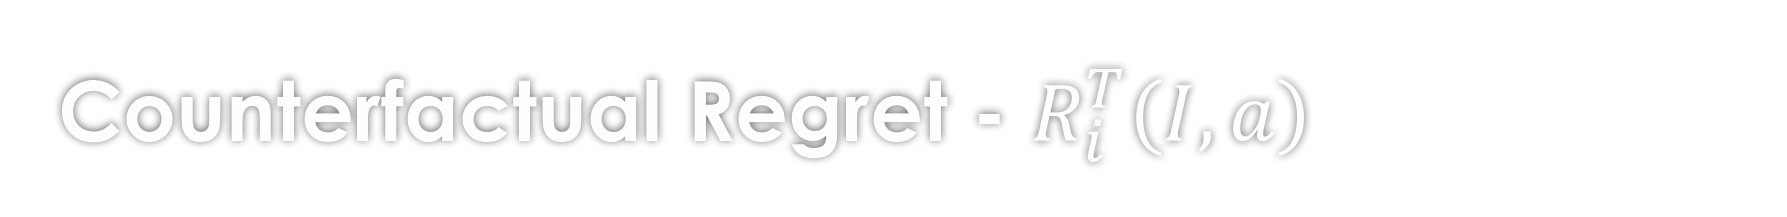 Counterfactual Regret - $R_i^T(I, a)$